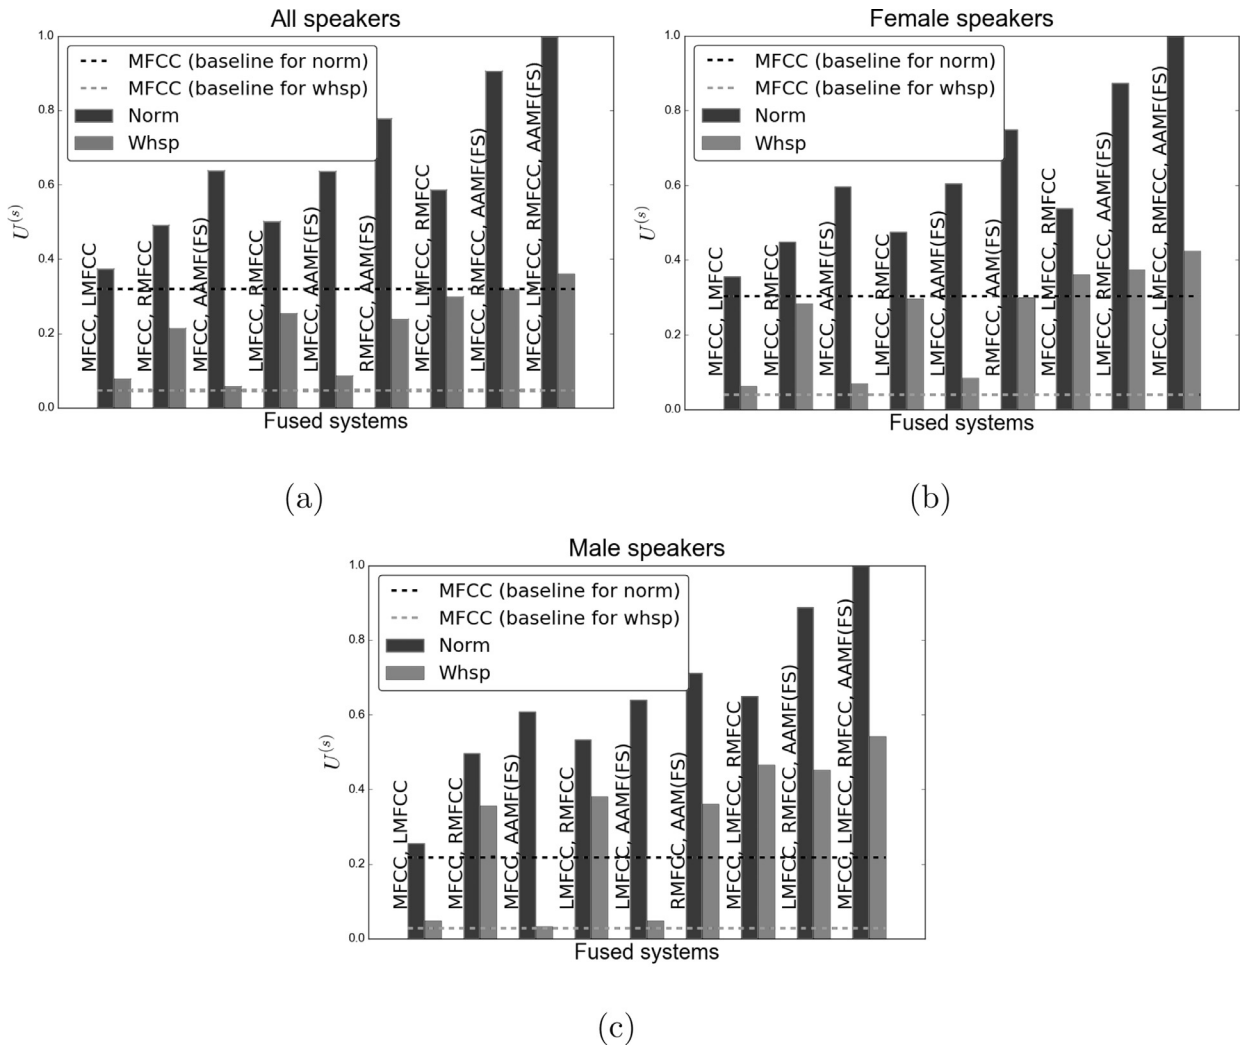 All speakers
1.0
0.8
0.6
0.4
0.2
0.0
U(s)
MFCC (baseline for norm)
MFCC (baseline for whsp)
Norm
Whsp
MFCC, LMFCC
MFCC, RMFCC
MFCC, AAMF(FS)
LMFCC, RMFCC
LMFCC, AAMF(FS)
RMFCC, AAM(FS)
MFCC, LMFCC, RMFCC
LMFCC, RMFCC, AAMF(FS)
MFCC, LMFCC, RMFCC, AAMF(FS)
Fused systems
(a)
Female speakers
1.0
0.8
0.6
0.4
0.2
0.0
U(s)
MFCC (baseline for norm)
MFCC (baseline for whsp)
Norm
Whsp
MFCC, LMFCC
MFCC, RMFCC
MFCC, AAMF(FS)
LMFCC, RMFCC
LMFCC, AAMF(FS)
RMFCC, AAM(FS)
MFCC, LMFCC, RMFCC
LMFCC, RMFCC, AAMF(FS)
MFCC, LMFCC, RMFCC, AAMF(FS)
Fused systems
(b)
Male speakers
1.0
0.8
0.6
0.4
0.2
0.0
U(s)
MFCC (baseline for norm)
MFCC (baseline for whsp)
Norm
Whsp
MFCC, LMFCC
MFCC, RMFCC
MFCC, AAMF(FS)
LMFCC, RMFCC
LMFCC, AAMF(FS)
RMFCC, AAM(FS)
MFCC, LMFCC, RMFCC
LMFCC, RMFCC, AAMF(FS)
MFCC, LMFCC, RMFCC, AAMF(FS)
Fused systems
(c)